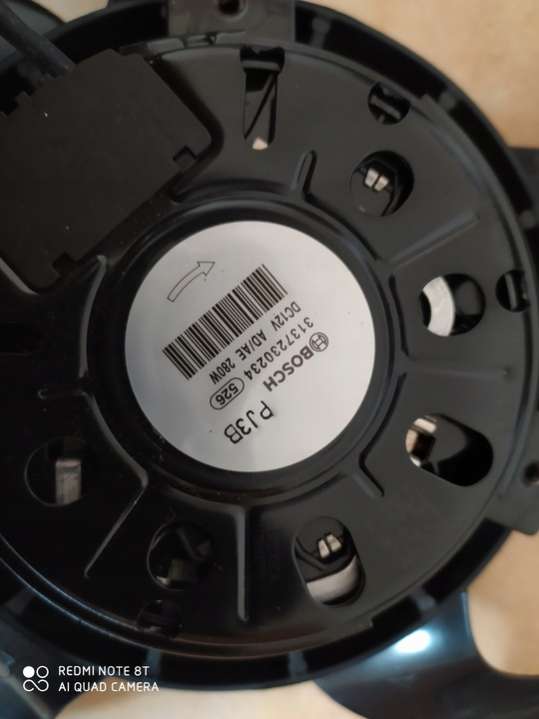 PJ3B
BOSCH
3137230234 526
DC12V AD/AE 280W
REDMI NOTE 8T
AI QUAD CAMERA